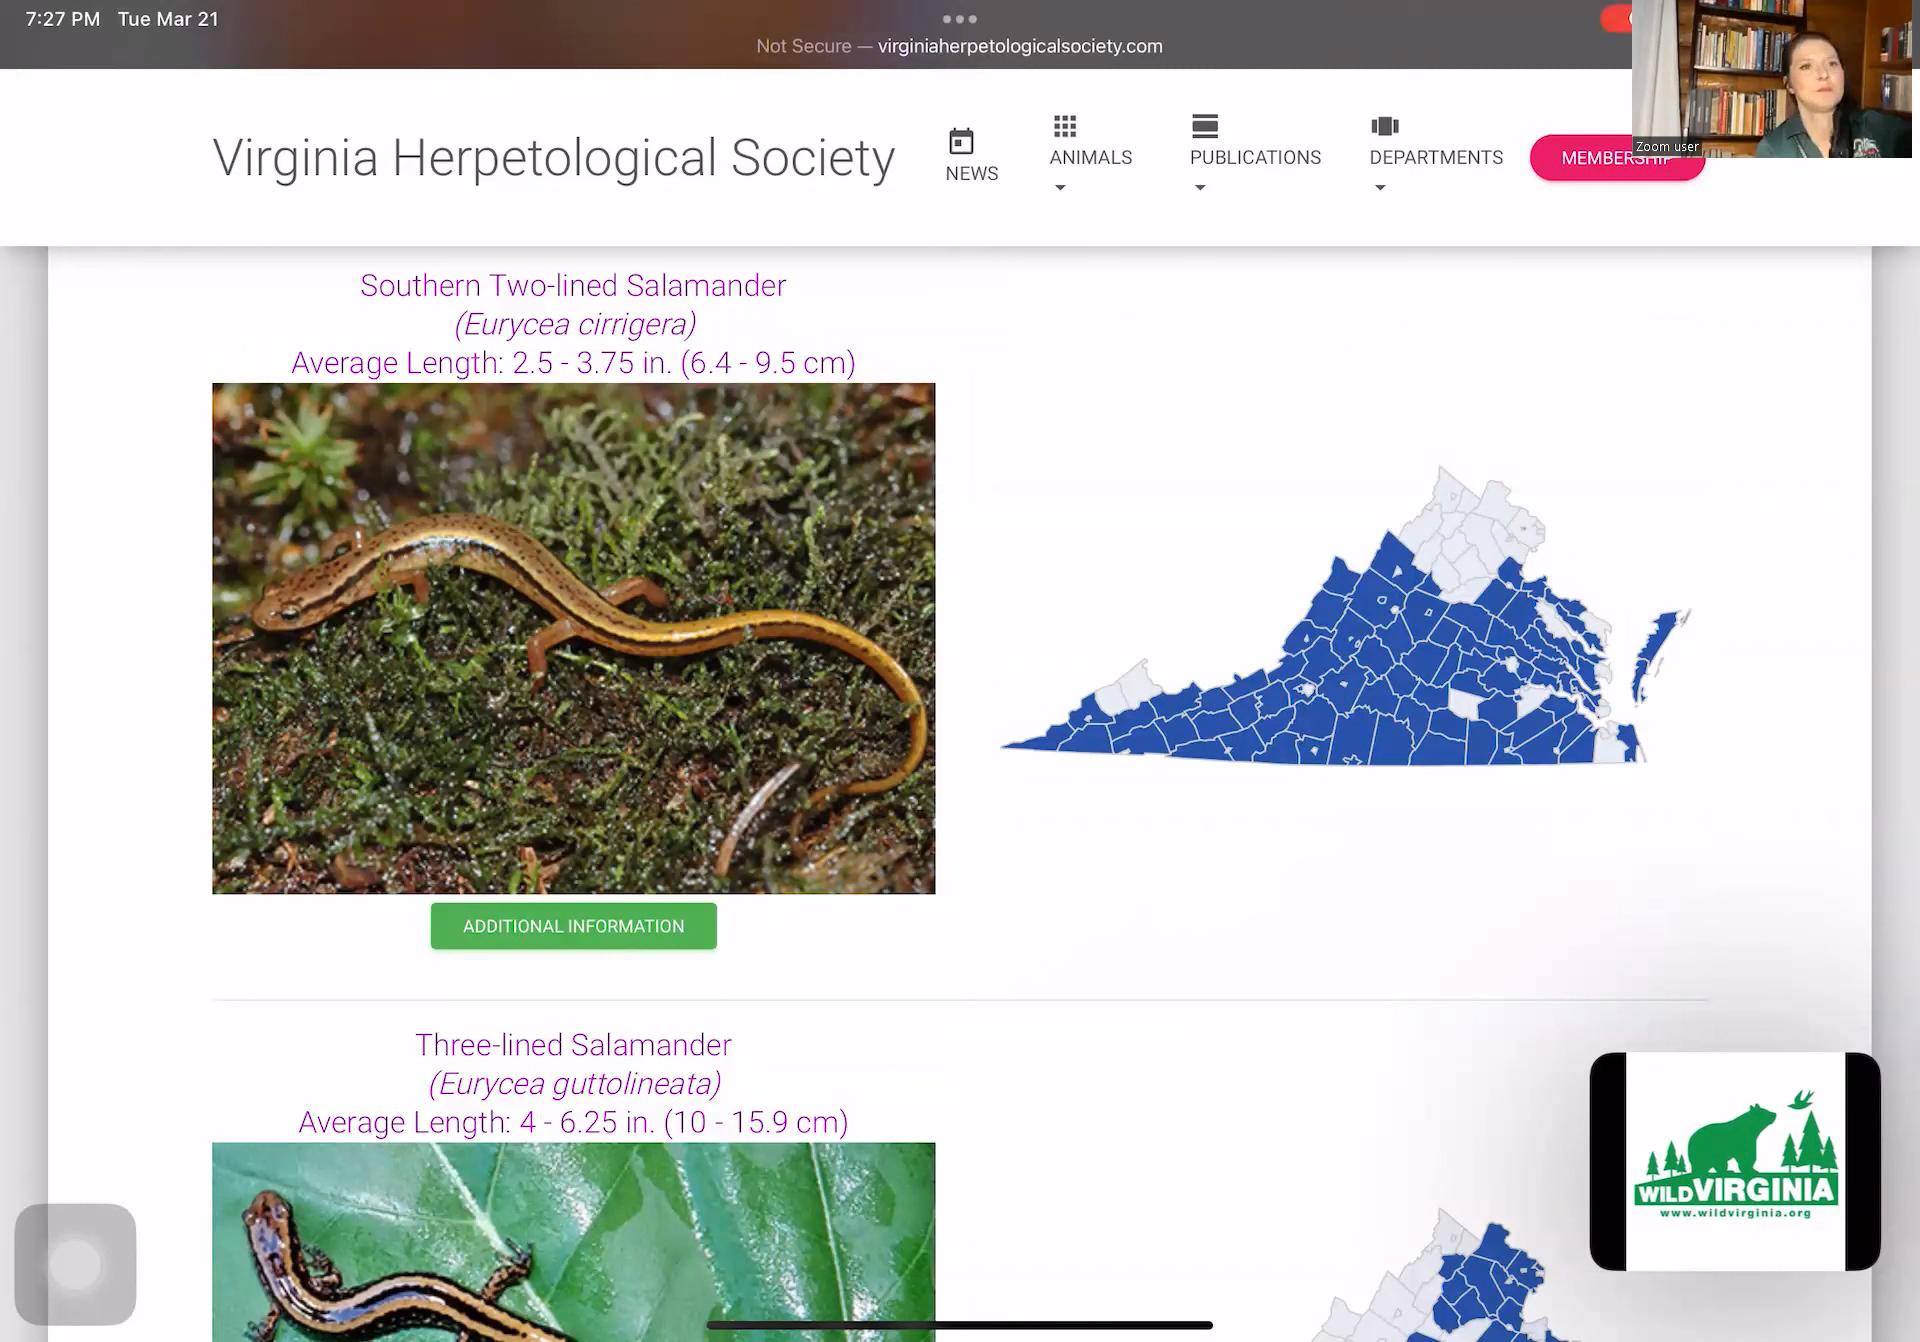 7:27 PM Tue Mar 21
Not Secure — virginiaherpetologicalsociety.com
Zoom user
Virginia Herpetological Society
NEWS
ANIMALS
PUBLICATIONS
DEPARTMENTS
MEMBERSHIP
Southern Two-lined Salamander
(Eurycea cirrigera)
Average Length: 2.5 - 3.75 in. (6.4 - 9.5 cm)
ADDITIONAL INFORMATION
Three-lined Salamander
(Eurycea guttolineata)
Average Length: 4 - 6.25 in. (10 - 15.9 cm)
WILDVIRGINIA
www.wildvirginia.org